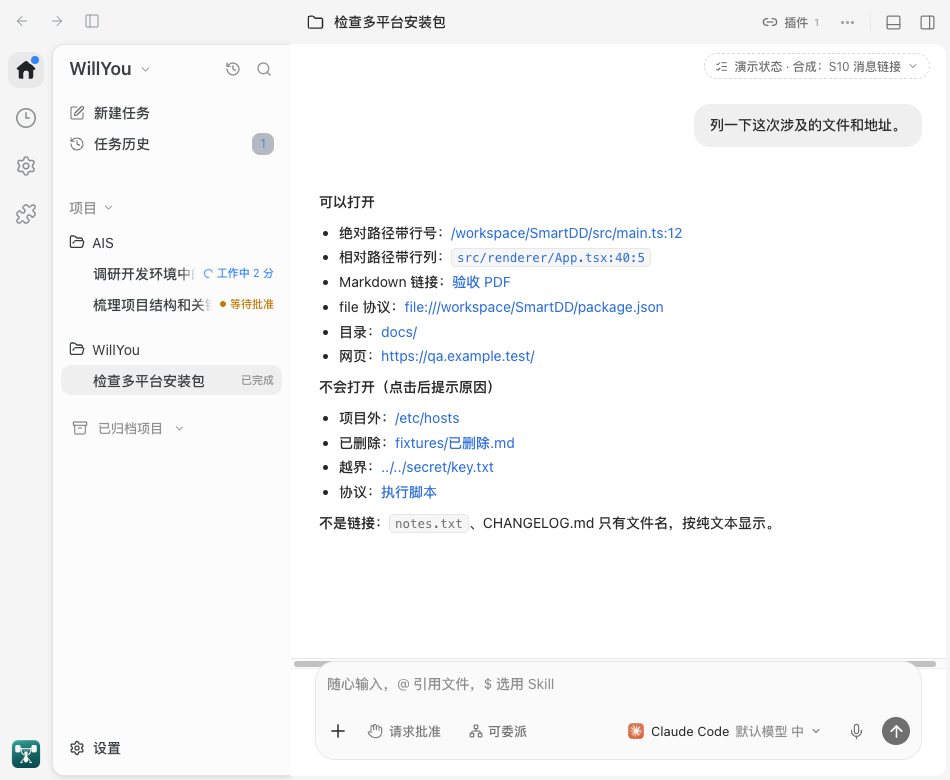 检查多平台安装包
插件 1
WillYou
演示状态 · 合成：S10 消息链接
新建任务
任务历史
1
列一下这次涉及的文件和地址。
项目
AIS
调研开发环境中
工作中 2 分
梳理项目结构和关
等待批准
WillYou
检查多平台安装包
已完成
已归档项目
可以打开
绝对路径带行号：/workspace/SmartDD/src/main.ts:12
相对路径带行列：src/renderer/App.tsx:40:5
Markdown 链接：验收 PDF
file 协议：file:///workspace/SmartDD/package.json
目录：docs/
网页：https://qa.example.test/
不会打开（点击后提示原因）
项目外：/etc/hosts
已删除：fixtures/已删除.md
越界：../../secret/key.txt
协议：执行脚本
不是链接：notes.txt、CHANGELOG.md 只有文件名，按纯文本显示。
随心输入，@ 引用文件，$ 选用 Skill
请求批准
可委派
Claude Code 默认模型 中
设置